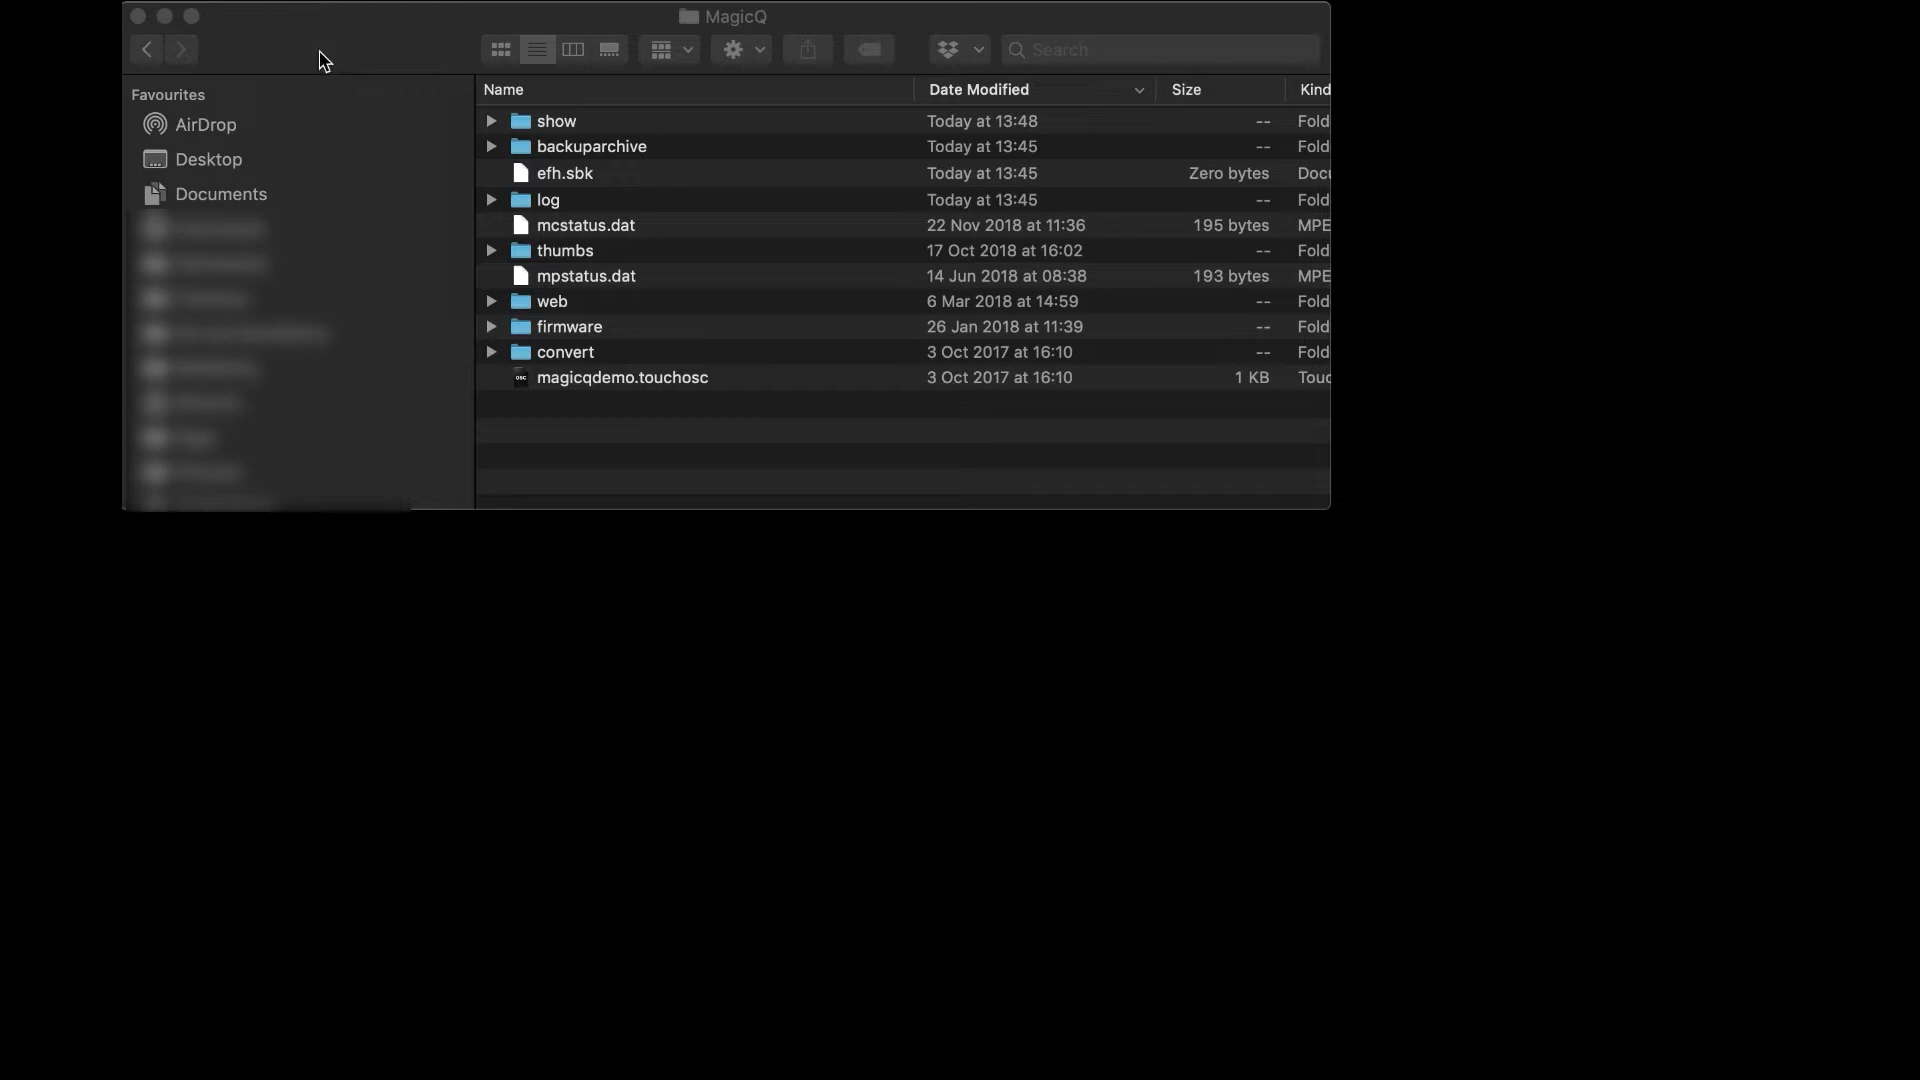 MagicQ
Search
Favourites
AirDrop
Desktop
Documents
Name Date Modified Size Kind
show Today at 13:48 -- Fold
backuparchive Today at 13:45 -- Fold
efh.sbk Today at 13:45 Zero bytes Docu
log Today at 13:45 -- Fold
mcstatus.dat 22 Nov 2018 at 11:36 195 bytes MPE
thumbs 17 Oct 2018 at 16:02 -- Fold
mpstatus.dat 14 Jun 2018 at 08:38 193 bytes MPE
web 6 Mar 2018 at 14:59 -- Fold
firmware 26 Jan 2018 at 11:39 -- Fold
convert 3 Oct 2017 at 16:10 -- Fold
magicqdemo.touchosc 3 Oct 2017 at 16:10 1 KB Touc